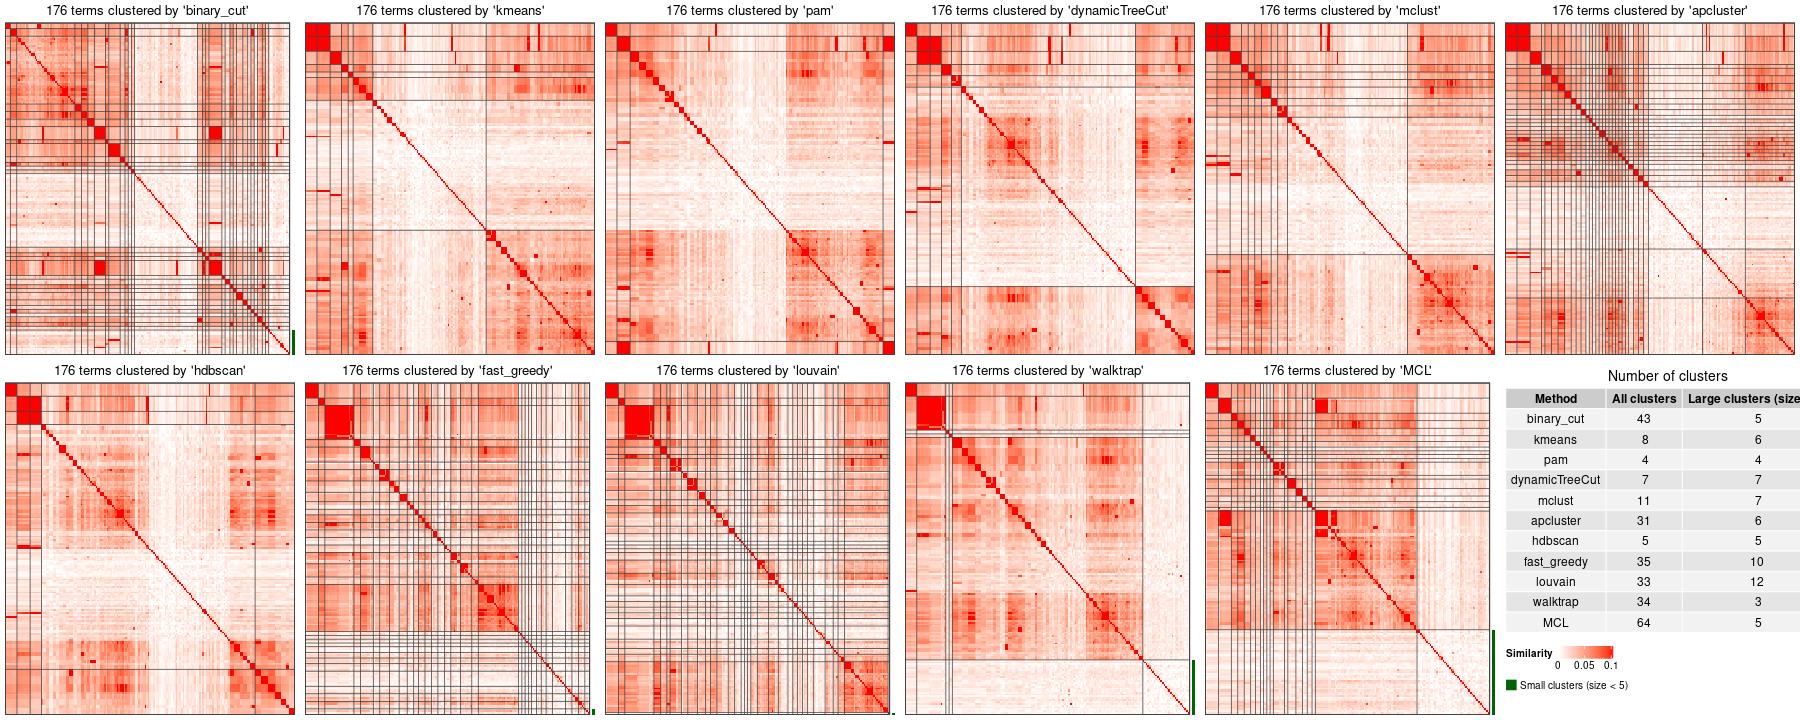 176 terms clustered by 'binary_cut'
176 terms clustered by 'kmeans'
176 terms clustered by 'pam'
176 terms clustered by 'dynamicTreeCut'
176 terms clustered by 'mclust'
176 terms clustered by 'apcluster'
176 terms clustered by 'hdbscan'
176 terms clustered by 'fast_greedy'
176 terms clustered by 'louvain'
176 terms clustered by 'walktrap'
176 terms clustered by 'MCL'
Number of clusters
Method All clusters Large clusters (size
binary_cut 43 5
kmeans 8 6
pam 4 4
dynamicTreeCut 7 7
mclust 11 7
apcluster 31 6
hdbscan 5 5
fast_greedy 35 10
louvain 33 12
walktrap 34 3
MCL 64 5
Similarity
0 0.05 0.1
Small clusters (size < 5)